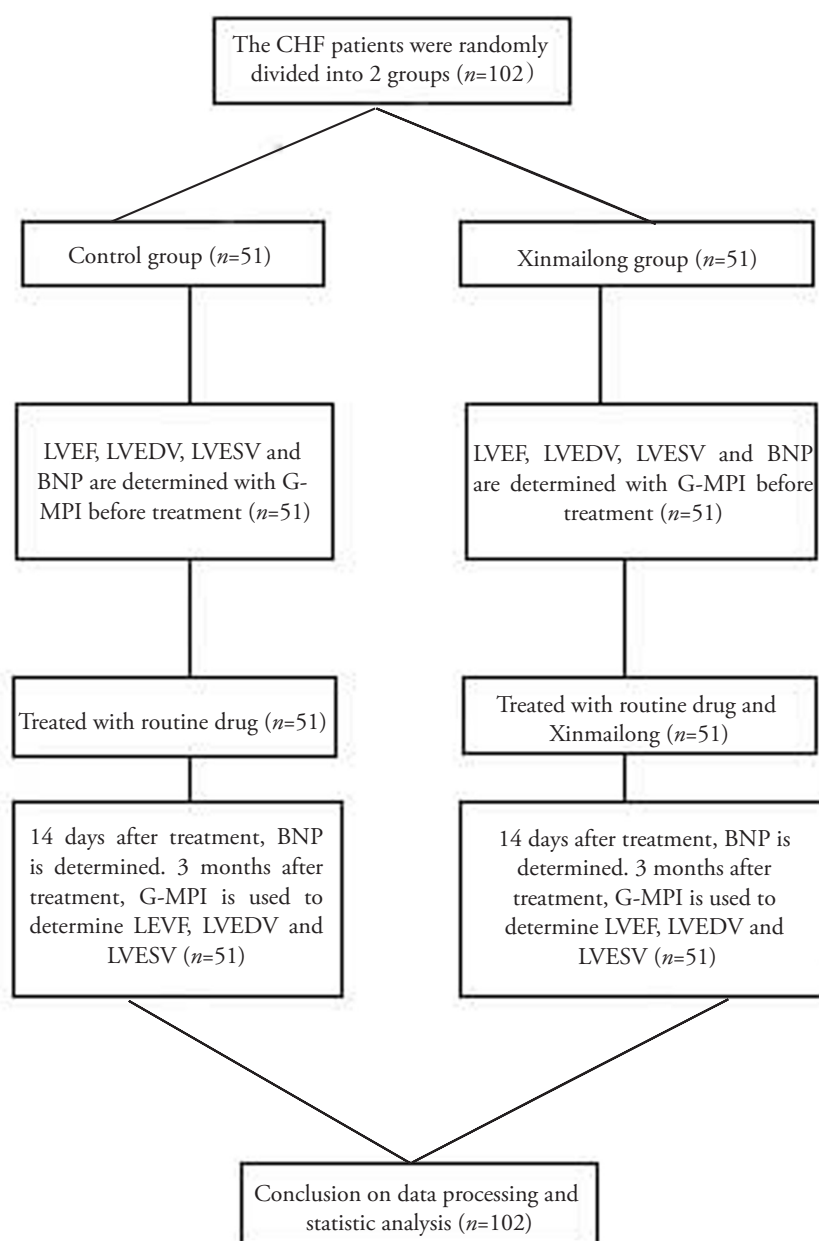 The CHF patients were randomly
divided into 2 groups (n=102)
Control group (n=51)
Xinmailong group (n=51)
LVEF, LVEDV, LVESV and
BNP are determined with G-
MPI before treatment (n=51)
LVEF, LVEDV, LVESV and BNP
are determined with G-MPI before
treatment (n=51)
Treated with routine drug (n=51)
Treated with routine drug and
Xinmailong (n=51)
14 days after treatment, BNP
is determined. 3 months after
treatment, G-MPI is used to
determine LEVF, LVEDV and
LVESV (n=51)
14 days after treatment, BNP is
determined. 3 months after
treatment, G-MPI is used to
determine LVEF, LVEDV and
LVESV (n=51)
Conclusion on data processing and
statistic analysis (n=102)